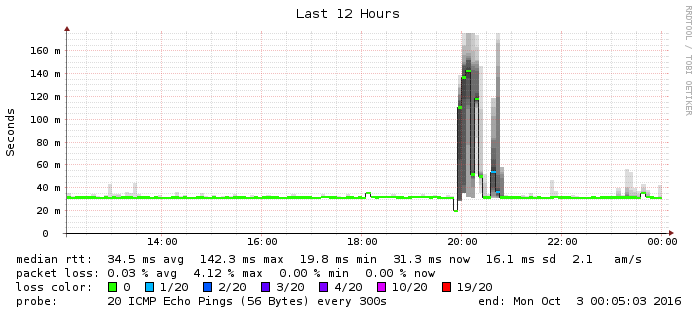 Last 12 Hours
RRDTOOL / TOBI OETIKER
Seconds
160 m
140 m
120 m
100 m
80 m
60 m
40 m
20 m
0
14:00 16:00 18:00 20:00 22:00 00:00
median rtt: 34.5 ms avg 142.3 ms max 19.8 ms min 31.3 ms now 16.1 ms sd 2.1 am/s
packet loss: 0.03 % avg 4.12 % max 0.00 % min 0.00 % now
loss color: 0 1/20 2/20 3/20 4/20 10/20 19/20
probe: 20 ICMP Echo Pings (56 Bytes) every 300s end: Mon Oct 3 00:05:03 2016